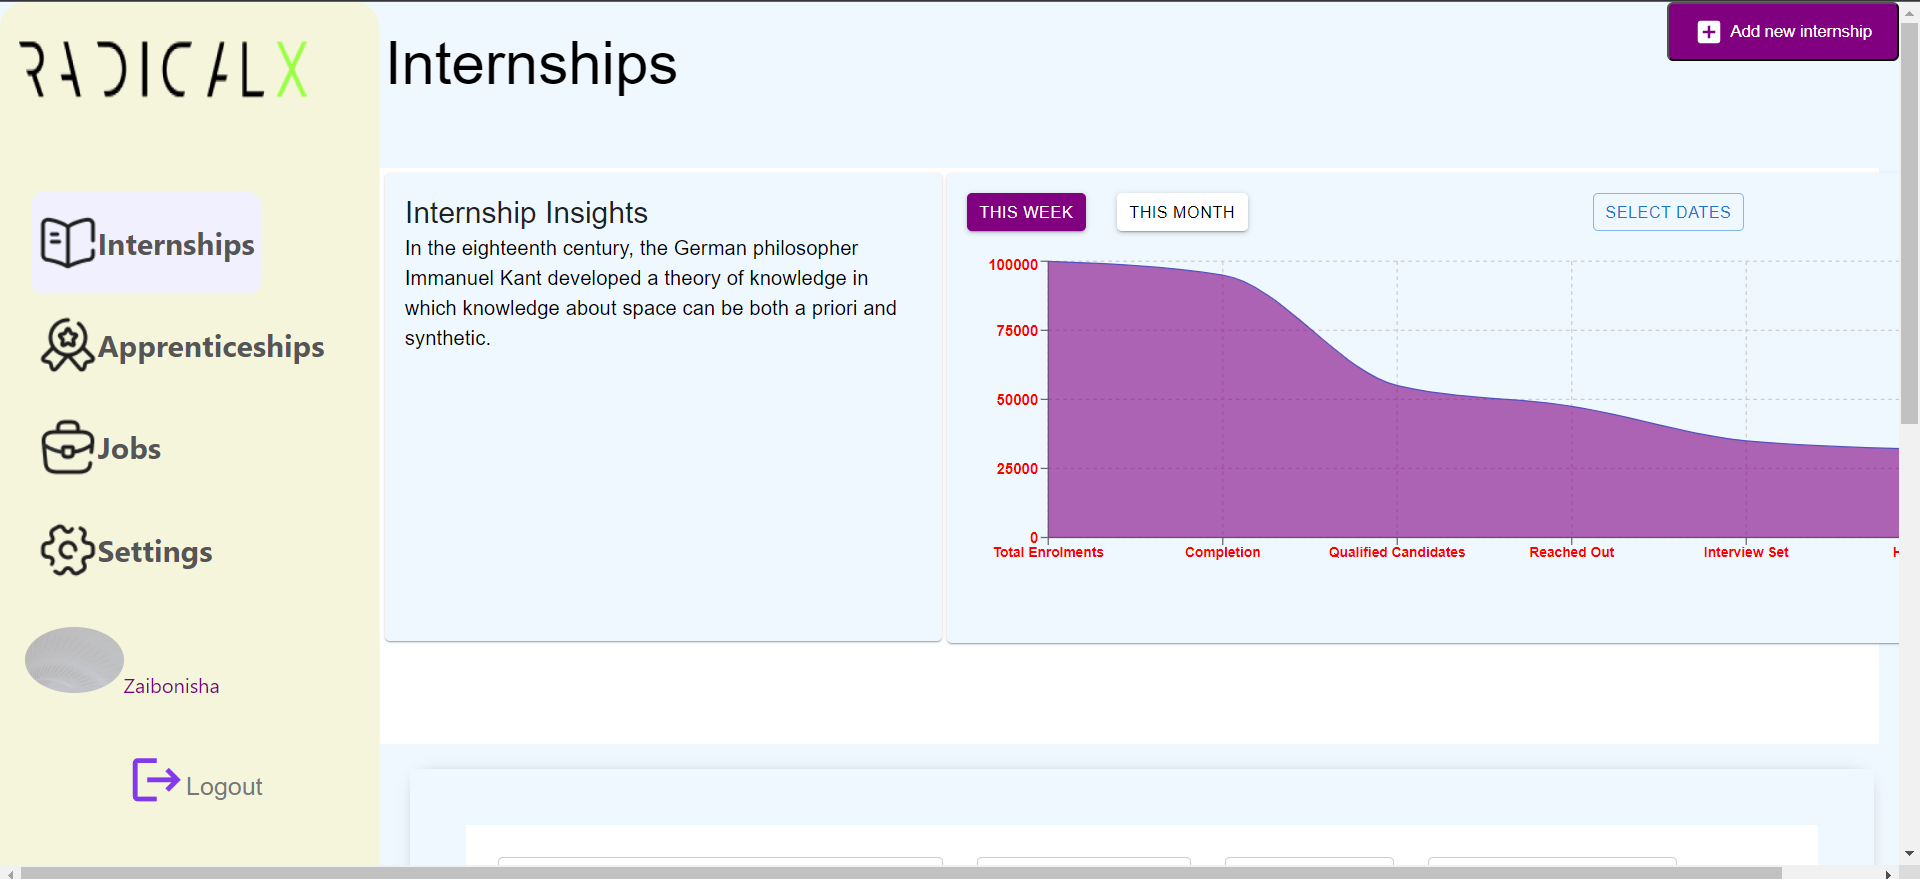 RADICALX
Internships
Add new internship
Internships
Apprenticeships
Jobs
Settings
Zaibonisha
Logout
Internship Insights
In the eighteenth century, the German philosopher
Immanuel Kant developed a theory of knowledge in
which knowledge about space can be both a priori and
synthetic.
THIS WEEK
THIS MONTH
SELECT DATES
100000
75000
50000
25000
0
Total Enrolments
Completion
Qualified Candidates
Reached Out
Interview Set